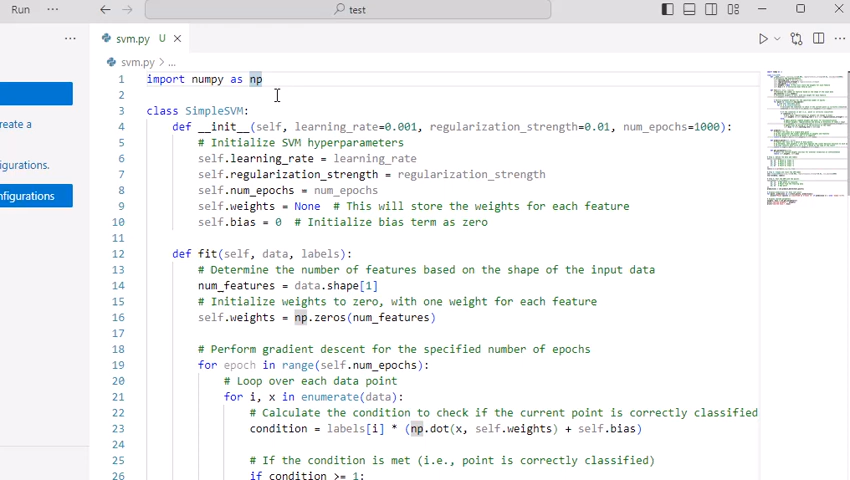 Run
test
...
svm.py U ×
...
svm.py > ...
1 import numpy as np
2
3 class SimpleSVM:
4 def __init__(self, learning_rate=0.001, regularization_strength=0.01, num_epochs=1000):
5 # Initialize SVM hyperparameters
6 self.learning_rate = learning_rate
7 self.regularization_strength = regularization_strength
8 self.num_epochs = num_epochs
9 self.weights = None # This will store the weights for each feature
10 self.bias = 0 # Initialize bias term as zero
11
12 def fit(self, data, labels):
13 # Determine the number of features based on the shape of the input data
14 num_features = data.shape[1]
15 # Initialize weights to zero, with one weight for each feature
16 self.weights = np.zeros(num_features)
17
18 # Perform gradient descent for the specified number of epochs
19 for epoch in range(self.num_epochs):
20 # Loop over each data point
21 for i, x in enumerate(data):
22 # Calculate the condition to check if the current point is correctly classified
23 condition = labels[i] * (np.dot(x, self.weights) + self.bias)
24
25 # If the condition is met (i.e., point is correctly classified)
26 if condition >= 1:
reate a
igurations.
nfigurations